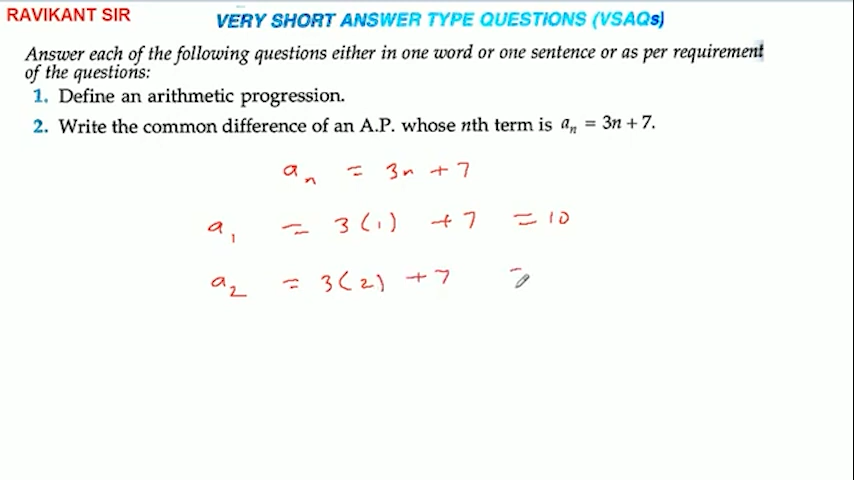 RAVIKANT SIR
VERY SHORT ANSWER TYPE QUESTIONS (VSAQs)
Answer each of the following questions either in one word or one sentence or as per requirement
of the questions:
1. Define an arithmetic progression.
2. Write the common difference of an A.P. whose nth term is aₙ = 3n + 7.
aₙ = 3n + 7
a₁ = 3(1) + 7 = 10
a₂ = 3(2) + 7 =